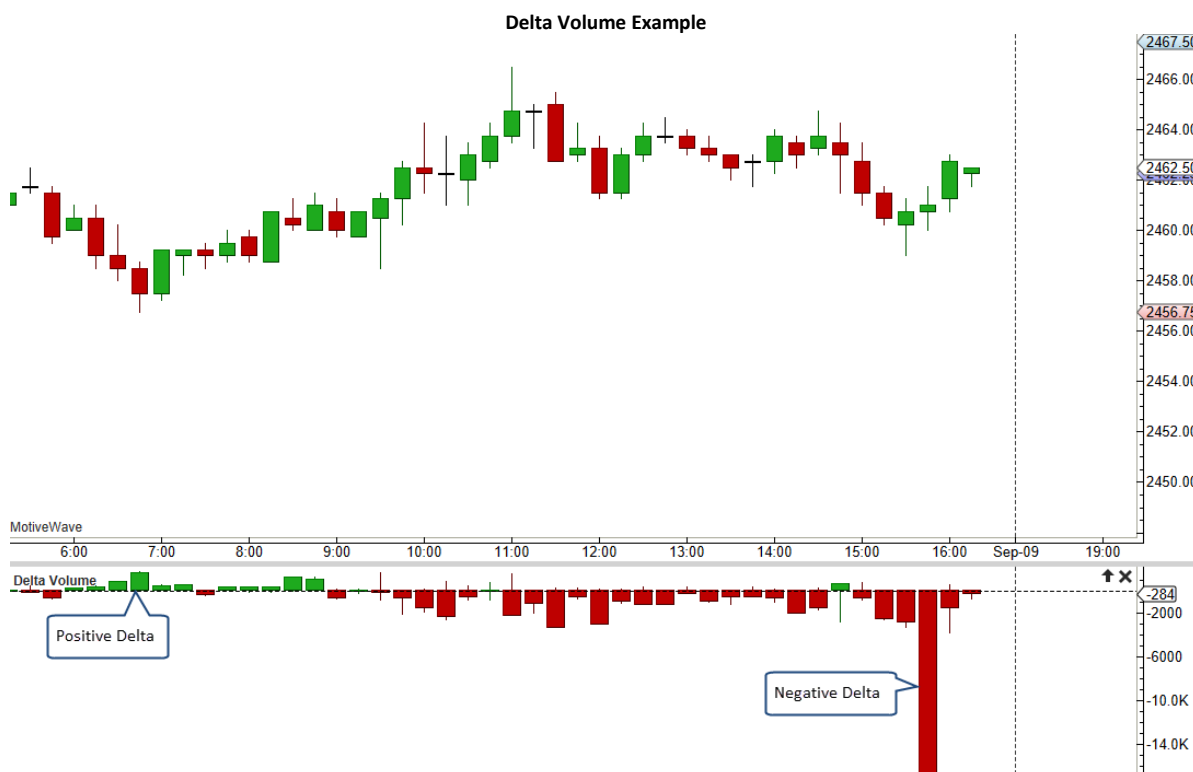 Delta Volume Example
2467.50
2466.00
2464.00
2462.50
2460.00
2458.00
2456.75
2456.00
2454.00
2452.00
2450.00
MotiveWave
6:00 7:00 8:00 9:00 10:00 11:00 12:00 13:00 14:00 15:00 16:00 Sep-09 19:00
Delta Volume
-284
-2000
Positive Delta
-6000
Negative Delta
-10.0K
-14.0K